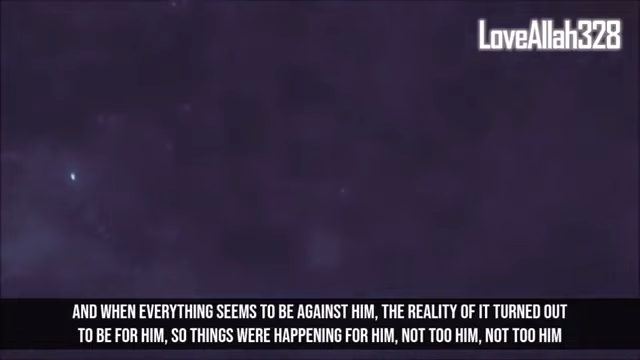 LoveAllah328
AND WHEN EVERYTHING SEEMS TO BE AGAINST HIM, THE REALITY OF IT TURNED OUT
TO BE FOR HIM, SO THINGS WERE HAPPENING FOR HIM, NOT TOO HIM, NOT TOO HIM